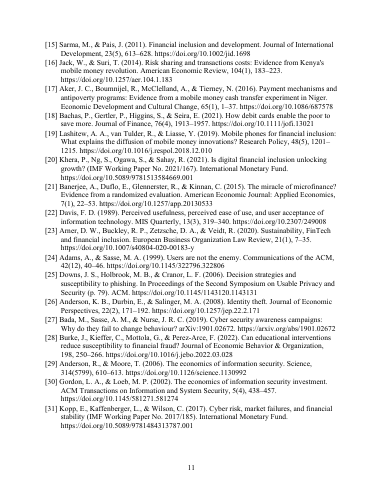 [15] Sarma, M., & Pais, J. (2011). Financial inclusion and development. Journal of International
Development, 23(5), 613–628. https://doi.org/10.1002/jid.1698
[16] Jack, W., & Suri, T. (2014). Risk sharing and transactions costs: Evidence from Kenya's
mobile money revolution. American Economic Review, 104(1), 183–223.
https://doi.org/10.1257/aer.104.1.183
[17] Aker, J. C., Boumnijel, R., McClelland, A., & Tierney, N. (2016). Payment mechanisms and
antipoverty programs: Evidence from a mobile money cash transfer experiment in Niger.
Economic Development and Cultural Change, 65(1), 1–37. https://doi.org/10.1086/687578
[18] Bachas, P., Gertler, P., Higgins, S., & Seira, E. (2021). How debit cards enable the poor to
save more. Journal of Finance, 76(4), 1913–1957. https://doi.org/10.1111/jofi.13021
[19] Lashitew, A. A., van Tulder, R., & Liasse, Y. (2019). Mobile phones for financial inclusion:
What explains the diffusion of mobile money innovations? Research Policy, 48(5), 1201–
1215. https://doi.org/10.1016/j.respol.2018.12.010
[20] Khera, P., Ng, S., Ogawa, S., & Sahay, R. (2021). Is digital financial inclusion unlocking
growth? (IMF Working Paper No. 2021/167). International Monetary Fund.
https://doi.org/10.5089/9781513584669.001
[21] Banerjee, A., Duflo, E., Glennerster, R., & Kinnan, C. (2015). The miracle of microfinance?
Evidence from a randomized evaluation. American Economic Journal: Applied Economics,
7(1), 22–53. https://doi.org/10.1257/app.20130533
[22] Davis, F. D. (1989). Perceived usefulness, perceived ease of use, and user acceptance of
information technology. MIS Quarterly, 13(3), 319–340. https://doi.org/10.2307/249008
[23] Arner, D. W., Buckley, R. P., Zetzsche, D. A., & Veidt, R. (2020). Sustainability, FinTech
and financial inclusion. European Business Organization Law Review, 21(1), 7–35.
https://doi.org/10.1007/s40804-020-00183-y
[24] Adams, A., & Sasse, M. A. (1999). Users are not the enemy. Communications of the ACM,
42(12), 40–46. https://doi.org/10.1145/322796.322806
[25] Downs, J. S., Holbrook, M. B., & Cranor, L. F. (2006). Decision strategies and
susceptibility to phishing. In Proceedings of the Second Symposium on Usable Privacy and
Security (p. 79). ACM. https://doi.org/10.1145/1143120.1143131
[26] Anderson, K. B., Durbin, E., & Salinger, M. A. (2008). Identity theft. Journal of Economic
Perspectives, 22(2), 171–192. https://doi.org/10.1257/jep.22.2.171
[27] Bada, M., Sasse, A. M., & Nurse, J. R. C. (2019). Cyber security awareness campaigns:
Why do they fail to change behaviour? arXiv:1901.02672. https://arxiv.org/abs/1901.02672
[28] Burke, J., Kieffer, C., Mottola, G., & Perez-Arce, F. (2022). Can educational interventions
reduce susceptibility to financial fraud? Journal of Economic Behavior & Organization,
198, 250–266. https://doi.org/10.1016/j.jebo.2022.03.028
[29] Anderson, R., & Moore, T. (2006). The economics of information security. Science,
314(5799), 610–613. https://doi.org/10.1126/science.1130992
[30] Gordon, L. A., & Loeb, M. P. (2002). The economics of information security investment.
ACM Transactions on Information and System Security, 5(4), 438–457.
https://doi.org/10.1145/581271.581274
[31] Kopp, E., Kaffenberger, L., & Wilson, C. (2017). Cyber risk, market failures, and financial
stability (IMF Working Paper No. 2017/185). International Monetary Fund.
https://doi.org/10.5089/9781484313787.001
11